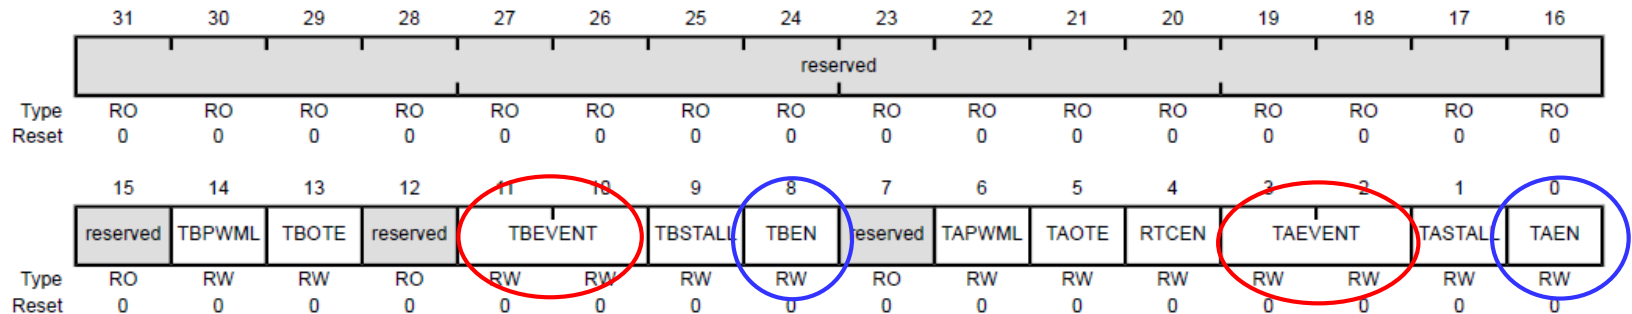 31 30 29 28 27 26 25 24 23 22 21 20 19 18 17 16
reserved
Type RO RO RO RO RO RO RO RO RO RO RO RO RO RO RO RO
Reset 0 0 0 0 0 0 0 0 0 0 0 0 0 0 0 0
15 14 13 12 11 10 9 8 7 6 5 4 3 2 1 0
reserved TBPWML TBOTE reserved TBEVENT TBSTALL TBEN reserved TAPWML TAOTE RTCEN TAEVENT TASTALL TAEN
Type RO RW RW RO RW RW RW RW RO RW RW RW RW RW RW RW
Reset 0 0 0 0 0 0 0 0 0 0 0 0 0 0 0 0